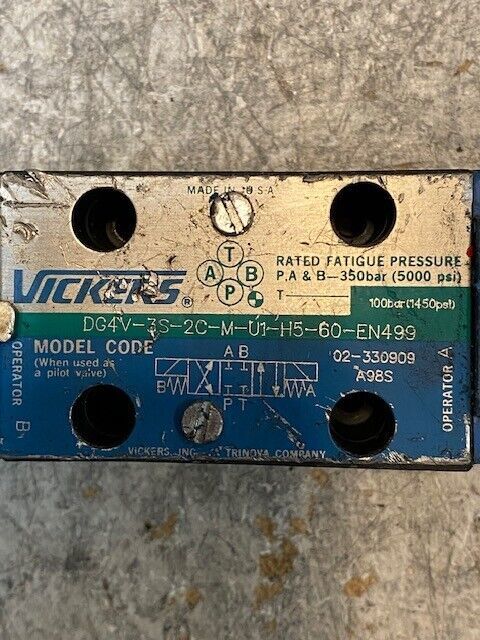 MADE IN U.S.A
T
A B
P
VICKERS®
RATED FATIGUE PRESSURE
P,A & B—350bar (5000 psi)
T
100bar(1450psi)
DG4V-3S-2C-M-U1-H5-60-EN499
MODEL CODE
(When used as
a pilot valve)
02-330909
A98S
A B
B
A
P T
OPERATOR B
OPERATOR A
VICKERS, INC. A TRINOVA COMPANY